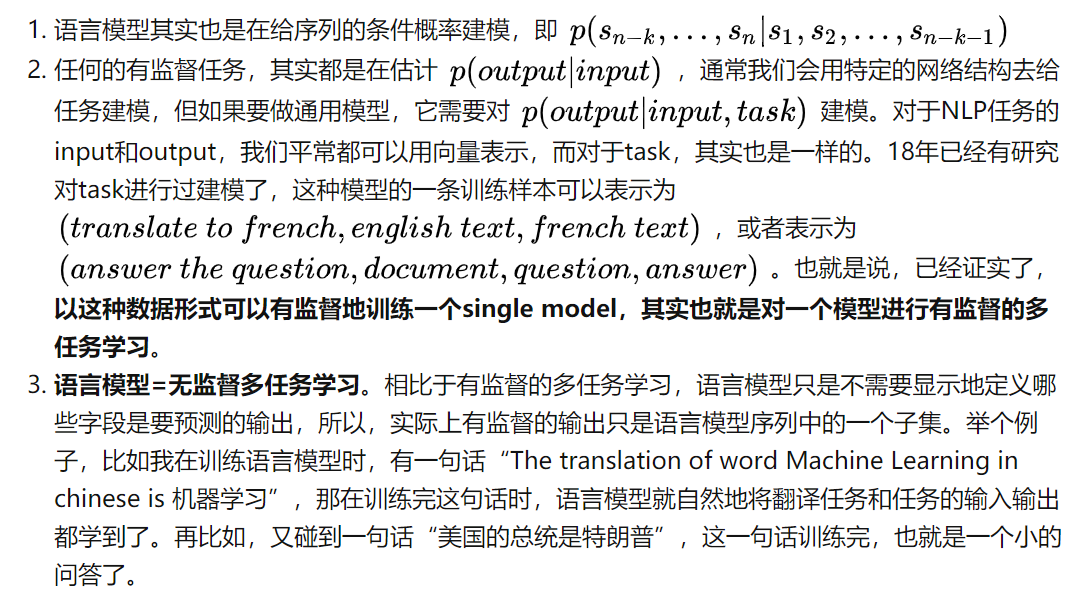 1. 语言模型其实也是在给序列的条件概率建模，即 p(s_{n-k}, ..., s_n|s_1, s_2, ..., s_{n-k-1})
2. 任何的有监督任务，其实都是在估计 p(output|input) ，通常我们会用特定的网络结构去给
任务建模，但如果要做通用模型，它需要对 p(output|input, task) 建模。对于NLP任务的
input和output，我们平常都可以用向量表示，而对于task，其实也是一样的。18年已经有研究
对task进行过建模了，这种模型的一条训练样本可以表示为
(translate to french, english text, french text) ，或者表示为
(answer the question, document, question, answer) 。也就是说，已经证实了，
以这种数据形式可以有监督地训练一个single model，其实也就是对一个模型进行有监督的多
任务学习。
3. 语言模型=无监督多任务学习。相比于有监督的多任务学习，语言模型只是不需要显示地定义哪
些字段是要预测的输出，所以，实际上有监督的输出只是语言模型序列中的一个子集。举个例
子，比如我在训练语言模型时，有一句话“The translation of word Machine Learning in
chinese is 机器学习”，那在训练完这句话时，语言模型就自然地将翻译任务和任务的输入输出
都学到了。再比如，又碰到一句话“美国的总统是特朗普”，这一句话训练完，也就是一个小的
问答了。